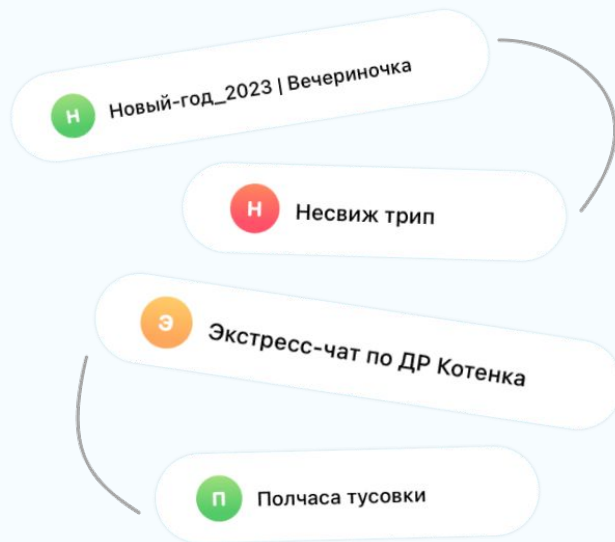 Н Новый-год_2023 | Вечериночка
Н Несвиж трип
Э Экстресс-чат по ДР Котенка
П Полчаса тусовки